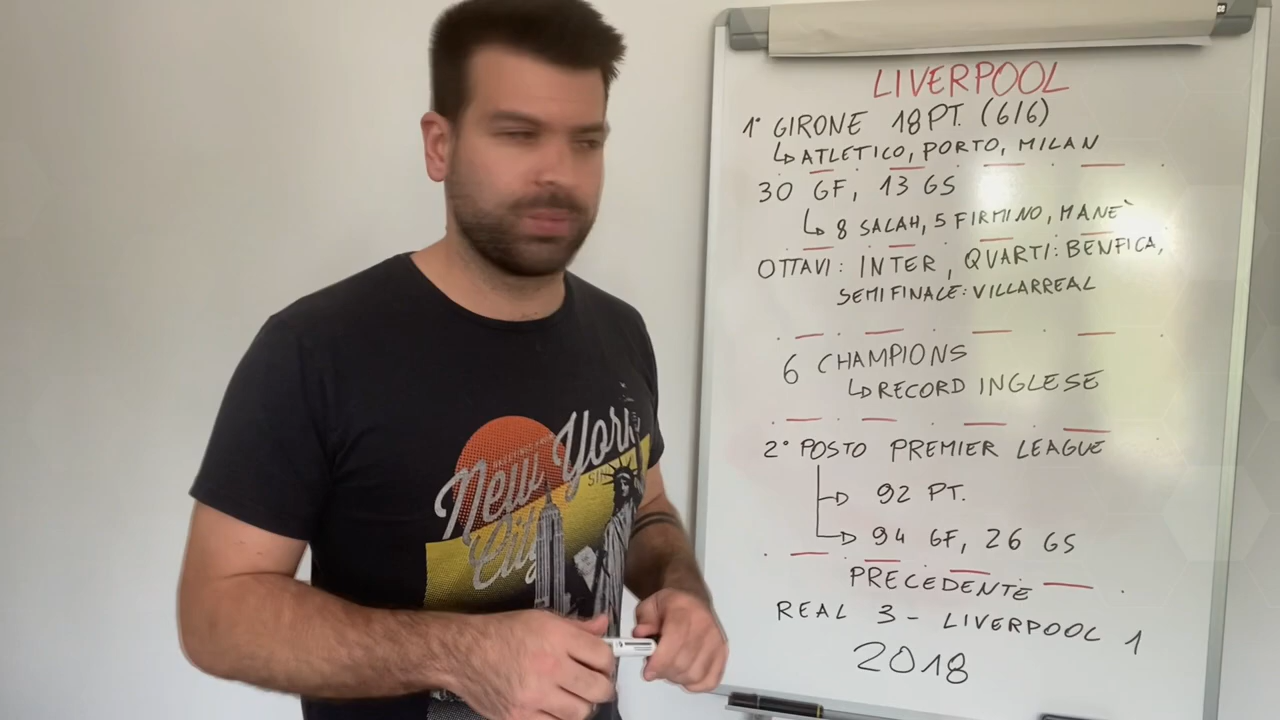 LIVERPOOL
1° GIRONE 18 PT. (6/6)
↳ ATLETICO, PORTO, MILAN
30 GF, 13 GS
↳ 8 SALAH, 5 FIRMINO, MANE`
OTTAVI: INTER, QUARTI: BENFICA,
SEMIFINALE: VILLARREAL
6 CHAMPIONS
↳ RECORD INGLESE
2° POSTO PREMIER LEAGUE
→ 92 PT.
→ 94 GF, 26 GS
PRECEDENTE
REAL 3 - LIVERPOOL 1
2018
New York
City